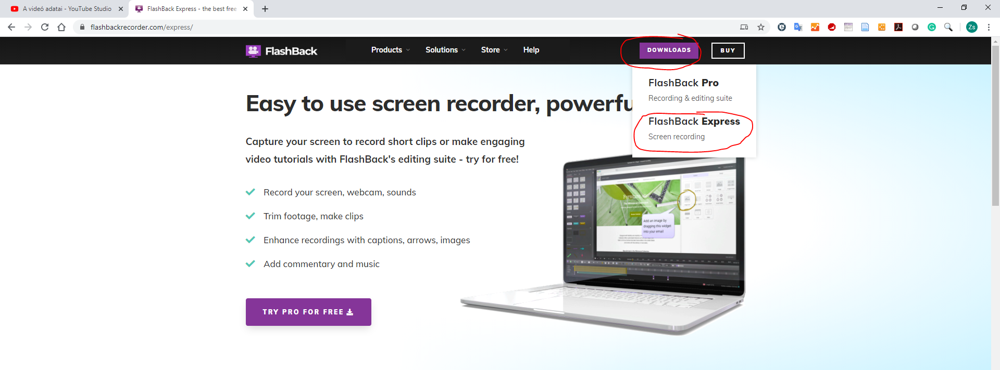 A videó adatai - YouTube Studio
FlashBack Express - the best free
flashbackrecorder.com/express/
Zs
FlashBack
Products
Solutions
Store
Help
DOWNLOADS
BUY
FlashBack Pro
Recording & editing suite
FlashBack Express
Screen recording
Easy to use screen recorder, powerfu
Capture your screen to record short clips or make engaging
video tutorials with FlashBack's editing suite - try for free!
Record your screen, webcam, sounds
Trim footage, make clips
Enhance recordings with captions, arrows, images
Add commentary and music
TRY PRO FOR FREE
Furniture
Add an image by
dragging this widget
into your email